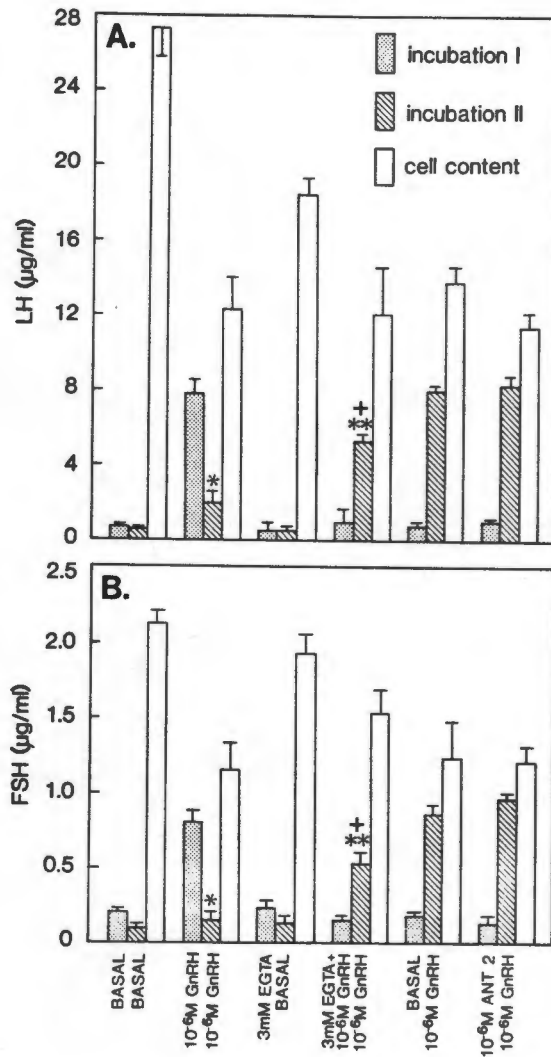 A.
incubation I
incubation II
cell content
LH (µg/ml)
28
24
20
16
12
8
4
0
*
+
**
B.
FSH (µg/ml)
2.5
2.0
1.5
1.0
0.5
0
*
+
**
BASAL
BASAL
10⁻⁶M GnRH
10⁻⁶M GnRH
3mM EGTA
BASAL
3mM EGTA+
10⁻⁶M GnRH
10⁻⁶M GnRH
BASAL
10⁻⁶M GnRH
10⁻⁶M ANT 2
10⁻⁶M GnRH